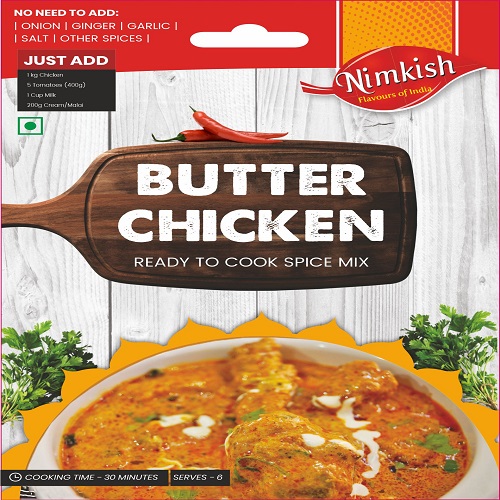 NO NEED TO ADD:
| ONION | GINGER | GARLIC |
| SALT | OTHER SPICES |
JUST ADD
1 kg Chicken
5 Tomatoes (400g)
1 Cup Milk
200g Cream/Malai
Nimkish
Flavours of India
BUTTER
CHICKEN
READY TO COOK SPICE MIX
COOKING TIME - 30 MINUTES
SERVES - 6